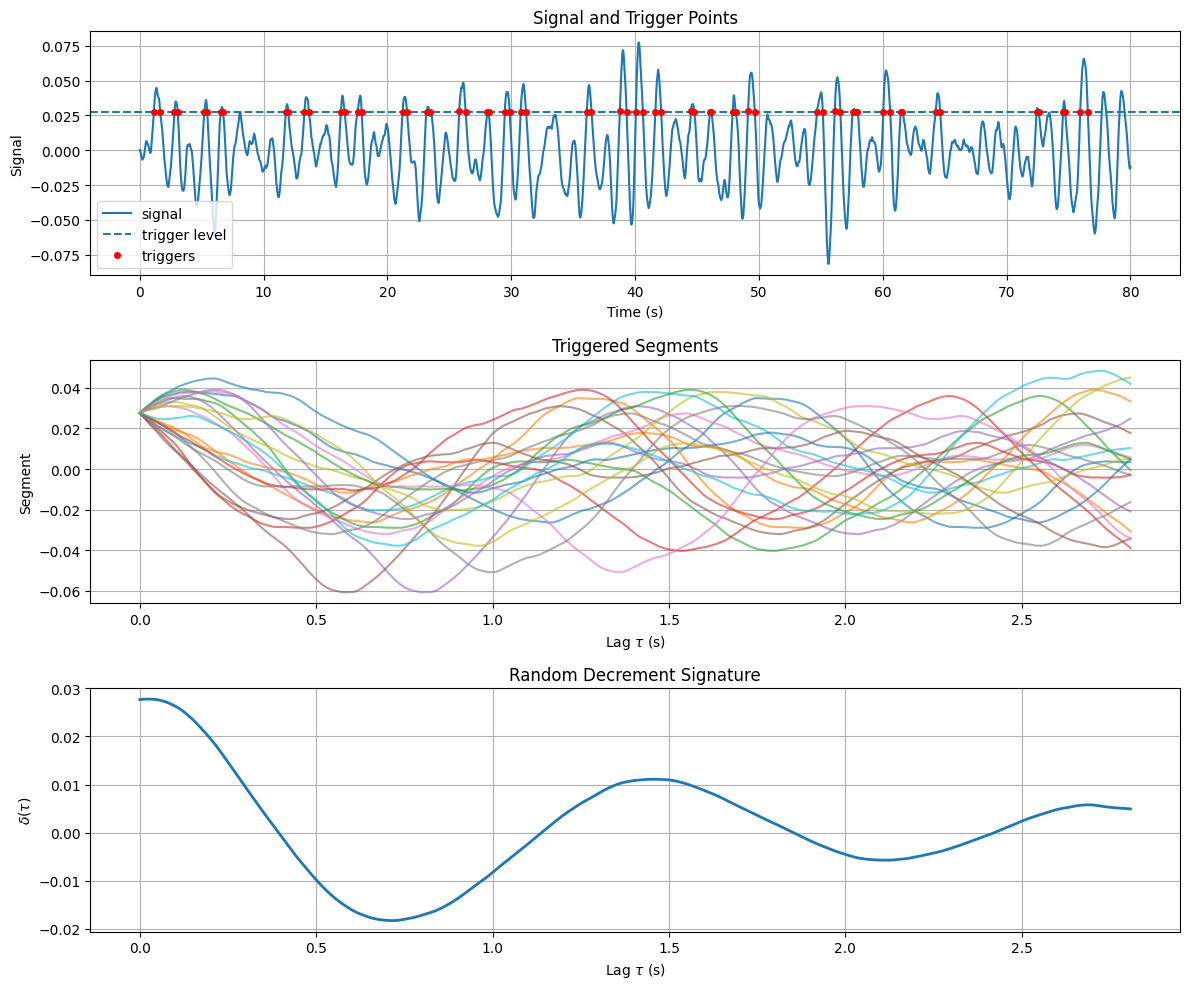 Signal and Trigger Points
Signal
0.075
0.050
0.025
0.000
−0.025
−0.050
−0.075
signal
trigger level
triggers
0 10 20 30 40 50 60 70 80
Time (s)
Triggered Segments
Segment
0.04
0.02
0.00
−0.02
−0.04
−0.06
0.0 0.5 1.0 1.5 2.0 2.5
Lag τ (s)
Random Decrement Signature
δ(τ)
0.03
0.02
0.01
0.00
−0.01
−0.02
0.0 0.5 1.0 1.5 2.0 2.5
Lag τ (s)